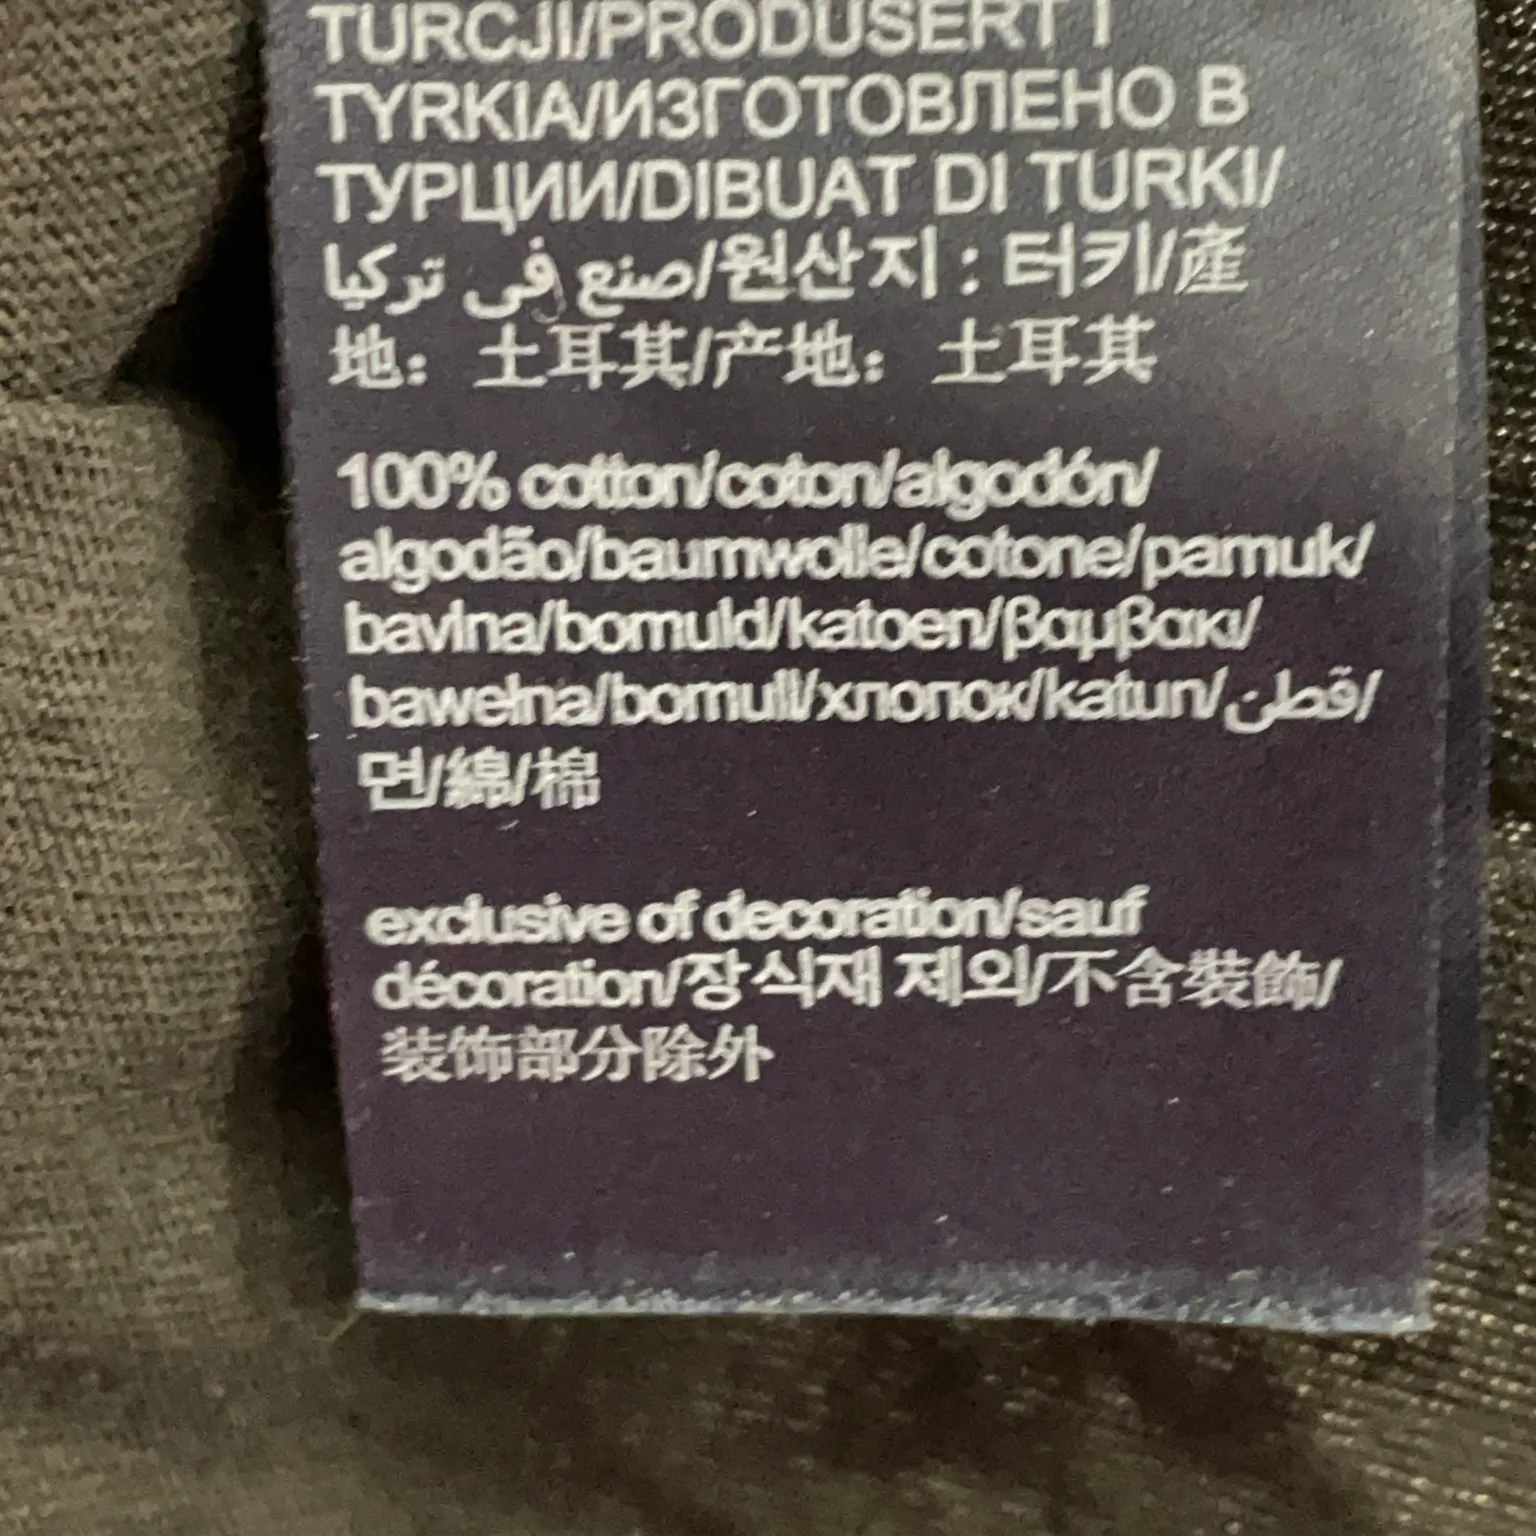 TURCJI/PRODUSERT I
TYRKIA/ИЗГОТОВЛЕНО В
ТУРЦИИ/DIBUAT DI TURKI/
صنع في تركيا/원산지 : 터키/產
地：土耳其/产地：土耳其
100% cotton/coton/algodón/
algodão/baumwolle/cotone/pamuk/
bavlna/bomuld/katoen/βαμβακι/
bawełna/bomull/хлопок/katun/قطن/
면/綿/棉
exclusive of decoration/sauf
décoration/장식재 제외/不含裝飾/
装饰部分除外